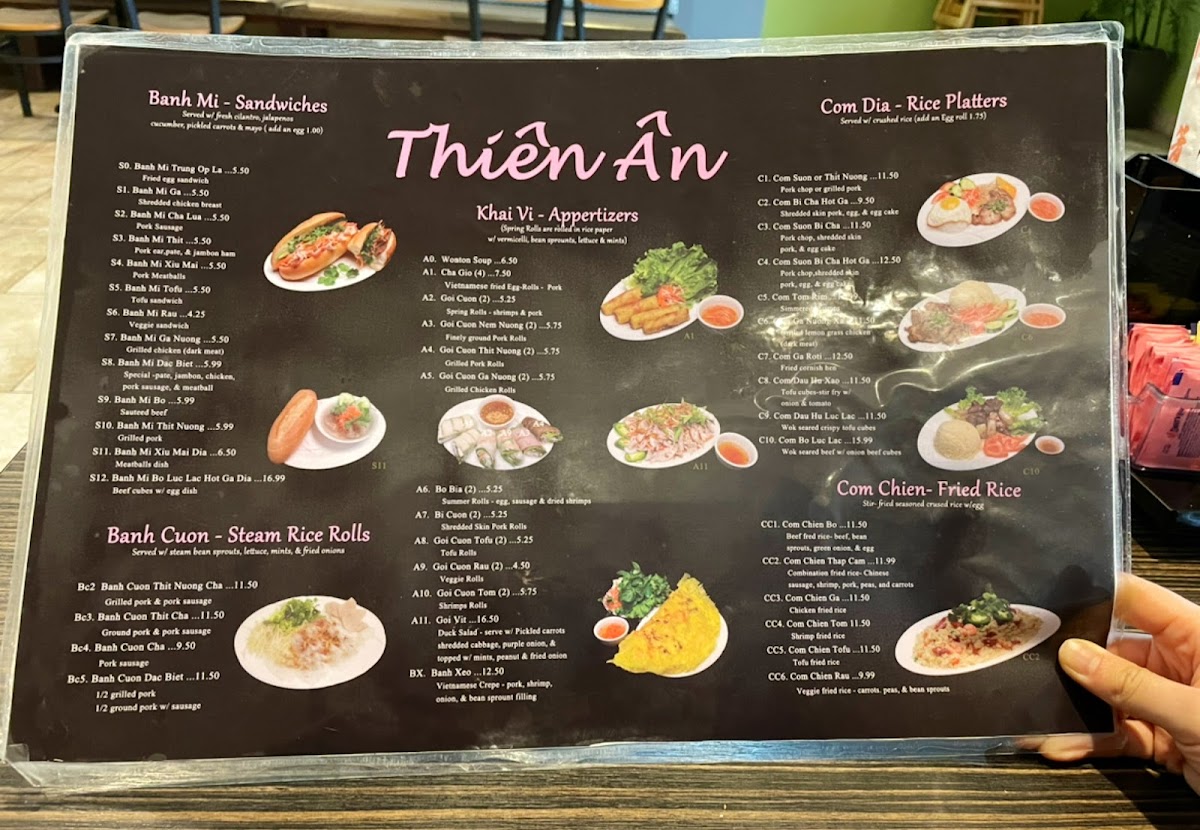 Banh Mi - Sandwiches
Served w/ fresh cilantro, jalapenos
cucumber, pickled carrots & mayo ( add an egg 1.00)
S0. Banh Mi Trung Op La ...5.50
Fried egg sandwich
S1. Banh Mi Ga ...5.50
Shredded chicken breast
S2. Banh Mi Cha Lua ...5.50
Pork Sausage
S3. Banh Mi Thit ...5.50
Pork ear,pate, & jambon ham
S4. Banh Mi Xiu Mai ...5.50
Pork Meatballs
S5. Banh Mi Tofu ...5.50
Tofu sandwich
S6. Banh Mi Rau ...4.25
Veggie sandwich
S7. Banh Mi Ga Nuong ...5.50
Grilled chicken (dark meat)
S8. Banh Mi Dac Biet ...5.99
Special -pate, jambon, chicken,
pork sausage, & meatball
S9. Banh Mi Bo ...5.99
Sauteed beef
S10. Banh Mi Thit Nuong ...5.99
Grilled pork
S11. Banh Mi Xiu Mai Dia ...6.50
Meatballs dish
S12. Banh Mi Bo Luc Lac Hot Ga Dia ...16.99
Beef cubes w/ egg dish
S11
Banh Cuon - Steam Rice Rolls
Served w/ steam bean sprouts, lettuce, mints, & fried onions
Bc2 Banh Cuon Thit Nuong Cha ...11.50
Grilled pork & pork sausage
Bc3. Banh Cuon Thit Cha ...11.50
Ground pork & pork sausage
Bc4. Banh Cuon Cha ...9.50
Pork sausage
Bc5. Banh Cuon Dac Biet ...11.50
1/2 grilled pork
1/2 ground pork w/ sausage
Thiên Ân
Khai Vi - Appertizers
(Spring Rolls are rolled in rice paper
w/ vermicelli, bean sprounts, lettuce & mints)
A0. Wonton Soup ...6.50
A1. Cha Gio (4) ...7.50
Vietnamese fried Egg-Rolls - Pork
A2. Goi Cuon (2) ...5.25
Spring Rolls - shrimps & pork
A3. Goi Cuon Nem Nuong (2) ...5.75
Finely ground Pork Rolls
A4. Goi Cuon Thit Nuong (2) ...5.75
Grilled Pork Rolls
A5. Goi Cuon Ga Nuong (2) ...5.75
Grilled Chicken Rolls
A1
A11
A6. Bo Bia (2) ...5.25
Summer Rolls - egg, sausage & dried shrimps
A7. Bi Cuon (2) ...5.25
Shredded Skin Pork Rolls
A8. Goi Cuon Tofu (2) ...5.25
Tofu Rolls
A9. Goi Cuon Rau (2) ...4.50
Veggie Rolls
A10. Goi Cuon Tom (2) ...5.75
Shrimps Rolls
A11. Goi Vit ...16.50
Duck Salad - serve w/ Pickled carrots
shredded cabbage, purple onion, &
topped w/ mints, peanut & fried onion
BX. Banh Xeo ...12.50
Vietnamese Crepe - pork, shrimp,
onion, & bean sprount filling
Com Dia - Rice Platters
Served w/ crushed rice (add an Egg roll 1.75)
C1. Com Suon or Thit Nuong ...11.50
Pork chop or grilled pork
C2. Com Bi Cha Hot Ga ...9.50
Shredded skin pork, egg, & egg cake
C3. Com Suon Bi Cha ...11.50
Pork chop, shredded skin
pork, & egg cake
C4. Com Suon Bi Cha Hot Ga ...12.50
Pork chop,shredded skin
pork, egg, & egg cake
C5. Com Tom
C6. Com Ga Nuong Xa ...11.50
Grilled lemon grass chicken
(dark meat)
C7. Com Ga Roti ...12.50
Fried cornish hen
C8. Com Dau Hu Xao ...11.50
Tofu cubes-stir fry w/
onion & tomato
C9. Com Dau Hu Luc Lac ...11.50
Wok seared crispy tofu cubes
C10. Com Bo Luc Lac ...15.99
Wok seared beef w/ onion beef cubes
C10
Com Chien- Fried Rice
Stir- fried seasoned crused rice w/egg
CC1. Com Chien Bo ...11.50
Beef fred rice- beef, bean
sprouts, green onion, & egg
CC2. Com Chien Thap Cam ...11.99
Combination fried rice- Chinese
sausage, shrimp, pork, peas, and carrots
CC3. Com Chien Ga ...11.50
Chicken fried rice
CC4. Com Chien Tom 11.50
Shrimp fried rice
CC5. Com Chien Tofu ...11.50
Tofu fried rice
CC6. Com Chien Rau ...9.99
Veggie fried rice - carrots, peas, & bean sprouts
CC2